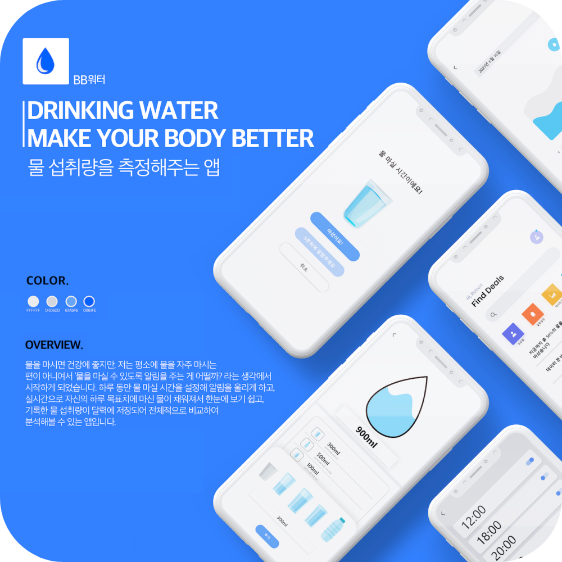 BB워터
DRINKING WATER
MAKE YOUR BODY BETTER
물 섭취량을 측정해주는 앱
COLOR.
OVERVIEW.
물을 마시면 건강에 좋지만, 저는 평소에 물을 자주 마시는
편이 아니어서 '물을 마실 수 있도록 알림을 주는 게 어떨까?' 라는 생각에서
시작하게 되었습니다. 하루 동안 물 마실 시간을 설정해 알림을 울리게 하고,
실시간으로 자신의 하루 목표치에 마신 물이 채워져서 한눈에 보기 쉽고,
기록한 물 섭취량이 달력에 저장되어 전체적으로 비교하여
분석해볼 수 있는 앱입니다.
물 마실 시간이에요!
취소
Find Deals
900ml
300ml
500ml
12:00
18:00
20:00